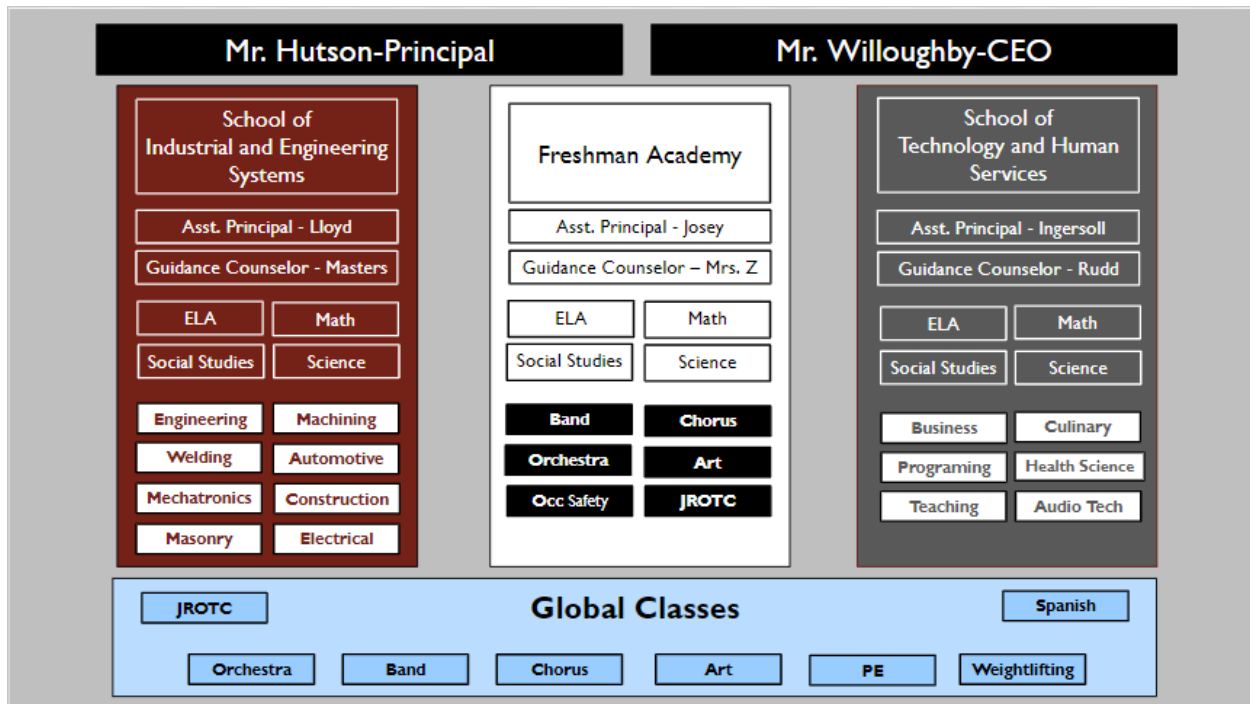 Mr. Hutson-Principal
Mr. Willoughby-CEO
School of
Industrial and Engineering
Systems
Asst. Principal - Lloyd
Guidance Counselor - Masters
ELA
Math
Social Studies
Science
Engineering
Machining
Welding
Automotive
Mechatronics
Construction
Masonry
Electrical
Freshman Academy
Asst. Principal - Josey
Guidance Counselor – Mrs. Z
ELA
Math
Social Studies
Science
Band
Chorus
Orchestra
Art
Occ Safety
JROTC
School of
Technology and Human
Services
Asst. Principal - Ingersoll
Guidance Counselor - Rudd
ELA
Math
Social Studies
Science
Business
Culinary
Programing
Health Science
Teaching
Audio Tech
JROTC
Global Classes
Spanish
Orchestra
Band
Chorus
Art
PE
Weightlifting